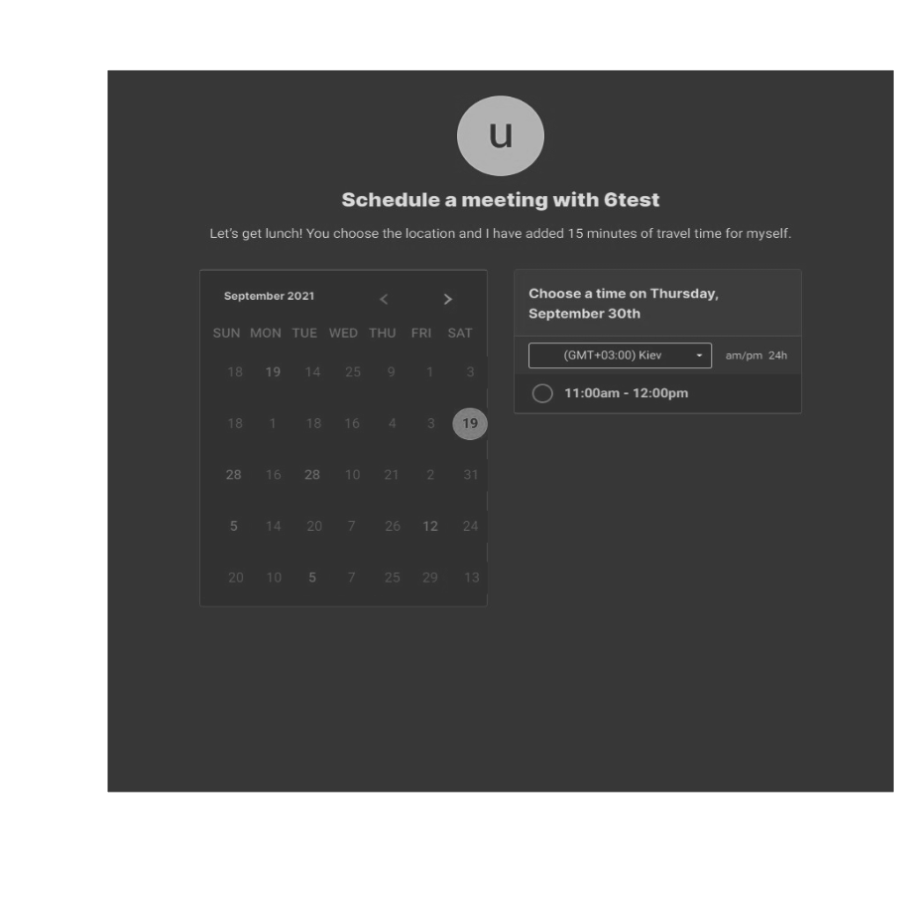 u
Schedule a meeting with 6test
Let's get lunch! You choose the location and I have added 15 minutes of travel time for myself.
September 2021 < >
SUN MON TUE WED THU FRI SAT
18 19 14 25 9 1 3
18 1 18 16 4 3 19
28 16 28 10 21 2 31
5 14 20 7 26 12 24
20 10 5 7 25 29 13
Choose a time on Thursday,
September 30th
(GMT+03:00) Kiev am/pm 24h
11:00am - 12:00pm